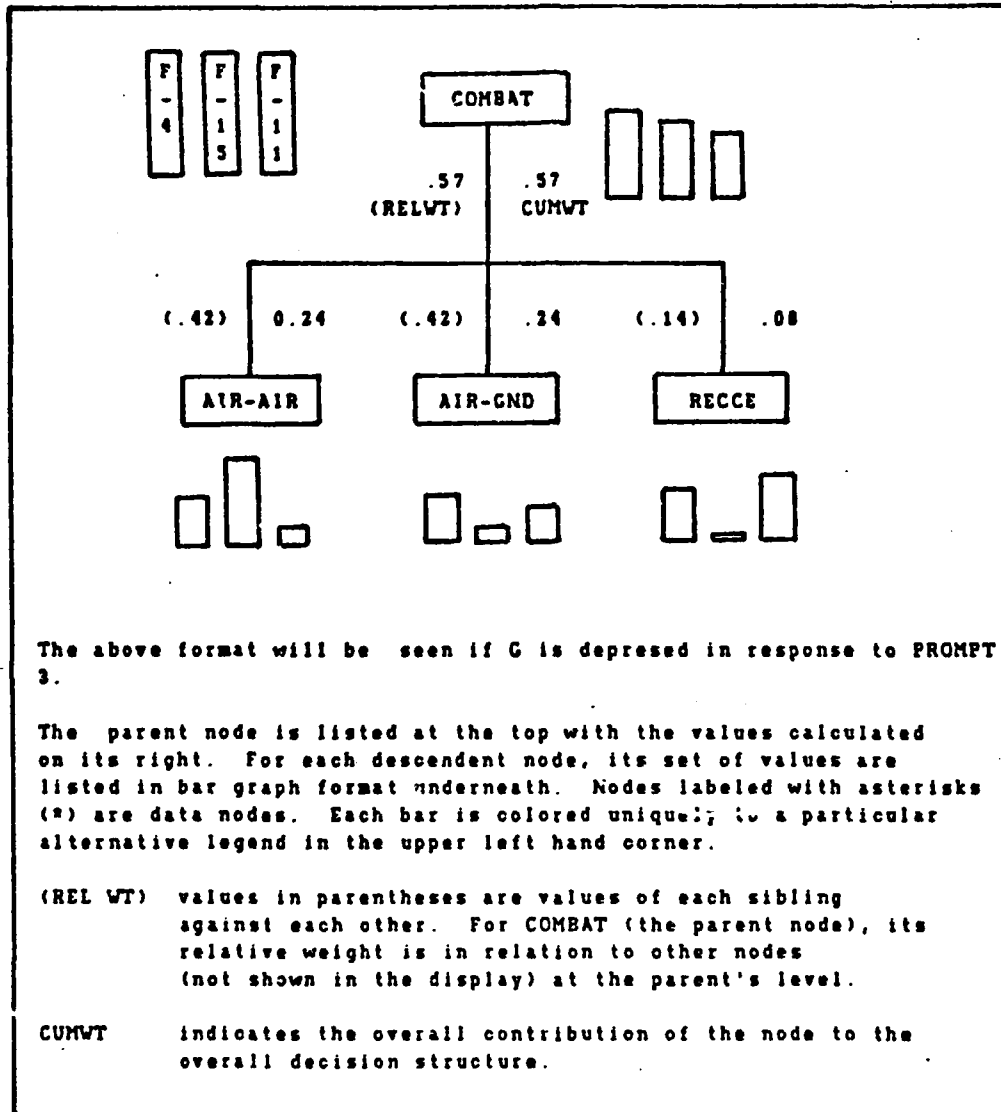 F-4 F-15 F-11
COMBAT
.57 .57
(RELWT) CUMWT
(.42) 0.24 (.42) .24 (.14) .08
AIR-AIR AIR-GND RECCE
The above format will be seen if G is depresed in response to PROMPT
3.
The parent node is listed at the top with the values calculated
on its right. For each descendent node, its set of values are
listed in bar graph format underneath. Nodes labeled with asterisks
(*) are data nodes. Each bar is colored uniquely a particular
alternative legend in the upper left hand corner.
(REL WT) values in parentheses are values of each sibling
against each other. For COMBAT (the parent node), its
relative weight is in relation to other nodes
(not shown in the display) at the parent's level.
CUMWT indicates the overall contribution of the node to the
overall decision structure.